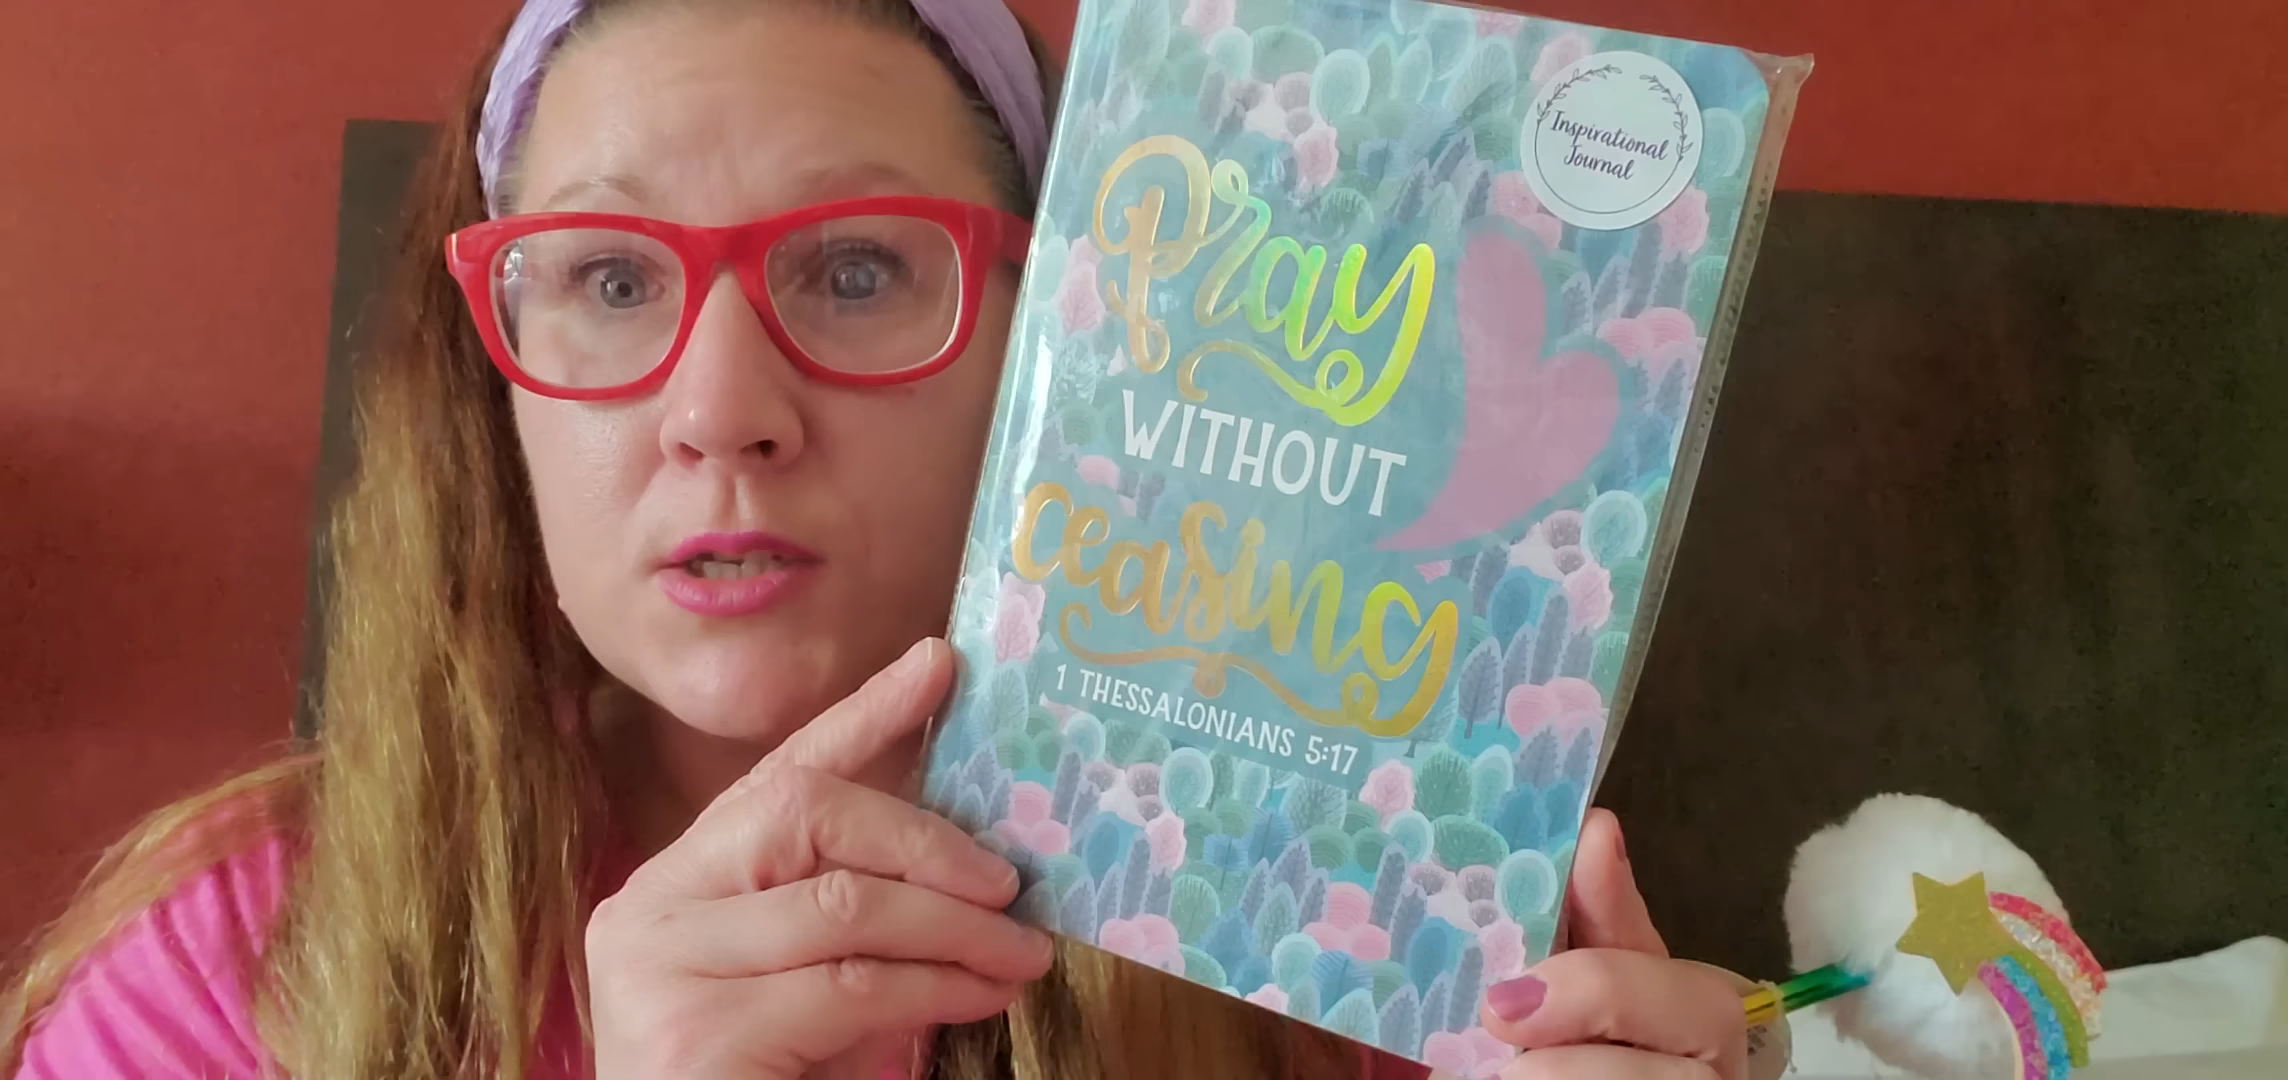 Inspirational
Journal
Pray
WITHOUT
ceasing
1 THESSALONIANS 5:17